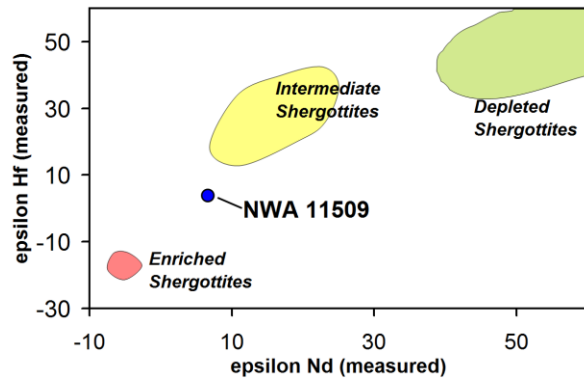 epsilon Hf (measured)
50
30
10
-10
-30
Intermediate
Shergottites
Depleted
Shergottites
NWA 11509
Enriched
Shergottites
-10
10
30
50
epsilon Nd (measured)